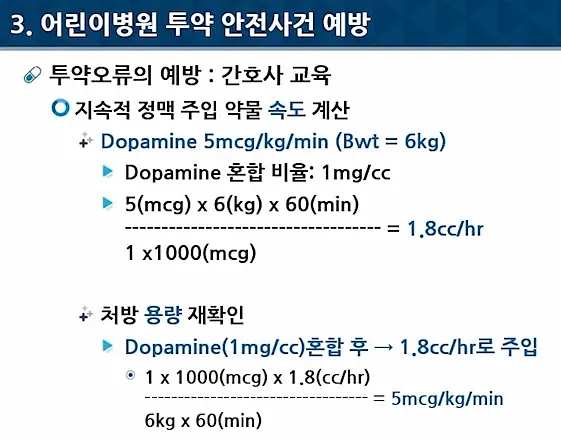 3. 어린이병원 투약 안전사건 예방
투약오류의 예방 : 간호사 교육
지속적 정맥 주입 약물 속도 계산
Dopamine 5mcg/kg/min (Bwt = 6kg)
Dopamine 혼합 비율: 1mg/cc
5(mcg) x 6(kg) x 60(min)
----------------------------------- = 1.8cc/hr
1 x1000(mcg)
처방 용량 재확인
Dopamine(1mg/cc)혼합 후 → 1.8cc/hr로 주입
1 x 1000(mcg) x 1.8(cc/hr)
---------------------------------- = 5mcg/kg/min
6kg x 60(min)